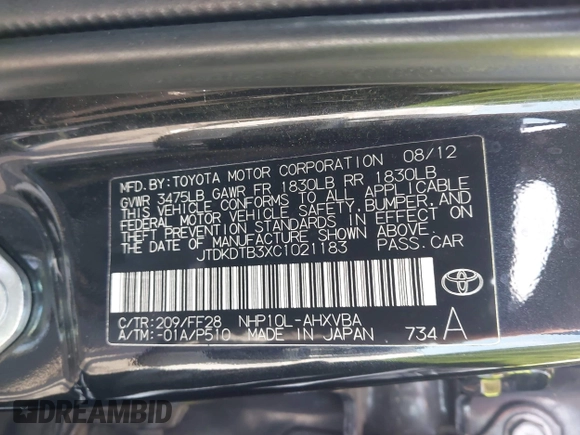 MFD.BY:TOYOTA MOTOR CORPORATION 08/12
GVWR 3475LB GAWR FR 1830LB RR 1830LB
THIS VEHICLE CONFORMS TO ALL APPLICABLE
FEDERAL MOTOR VEHICLE SAFETY,BUMPER,AND
THEFT PREVENTION STANDARDS IN EFFECT ON
THE DATE OF MANUFACTURE SHOWN ABOVE.
JTDKDTB3XC1021183 PASS.CAR
C/TR:209/FF28 NHP10L-AHXVBA
A/TM:-01A/P510 MADE IN JAPAN 734 A
DREAMBID